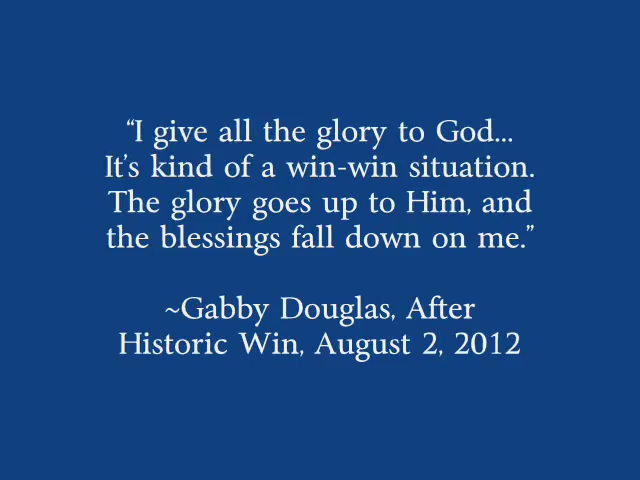 “I give all the glory to God...
It’s kind of a win-win situation.
The glory goes up to Him, and
the blessings fall down on me.”
~Gabby Douglas, After
Historic Win, August 2, 2012